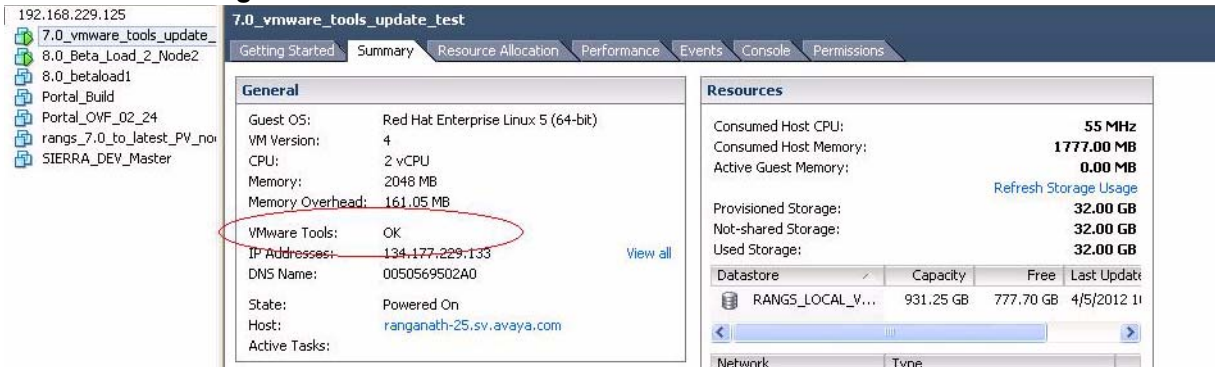 192.168.229.125
7.0_vmware_tools_update_
8.0_Beta_Load_2_Node2
8.0_betaload1
Portal_Build
Portal_OVF_02_24
rangs_7.0_to_latest_PV_no
SIERRA_DEV_Master
7.0_vmware_tools_update_test
Getting Started Summary Resource Allocation Performance Events Console Permissions
General
Guest OS: Red Hat Enterprise Linux 5 (64-bit)
VM Version: 4
CPU: 2 vCPU
Memory: 2048 MB
Memory Overhead: 161.05 MB
VMware Tools: OK
IP Addresses: 134.177.229.133 View all
DNS Name: 0050569502A0
State: Powered On
Host: ranganath-25.sv.avaya.com
Active Tasks:
Resources
Consumed Host CPU: 55 MHz
Consumed Host Memory: 1777.00 MB
Active Guest Memory: 0.00 MB
Refresh Storage Usage
Provisioned Storage: 32.00 GB
Not-shared Storage: 32.00 GB
Used Storage: 32.00 GB
Datastore Capacity Free Last Update
RANGS_LOCAL_V... 931.25 GB 777.70 GB 4/5/2012 1
Network Type